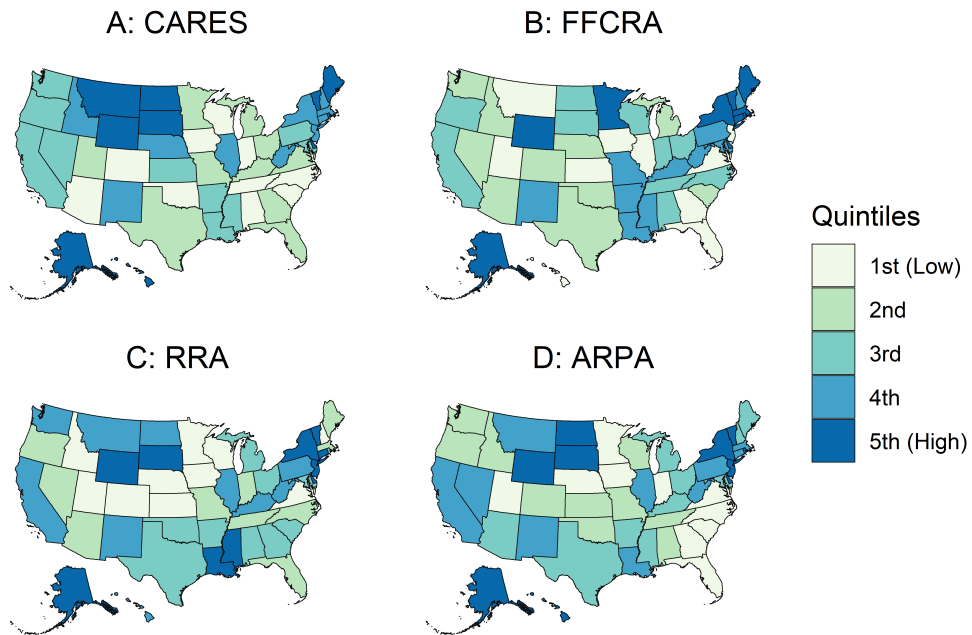 A: CARES
B: FFCRA
C: RRA
D: ARPA
Quintiles
1st (Low)
2nd
3rd
4th
5th (High)